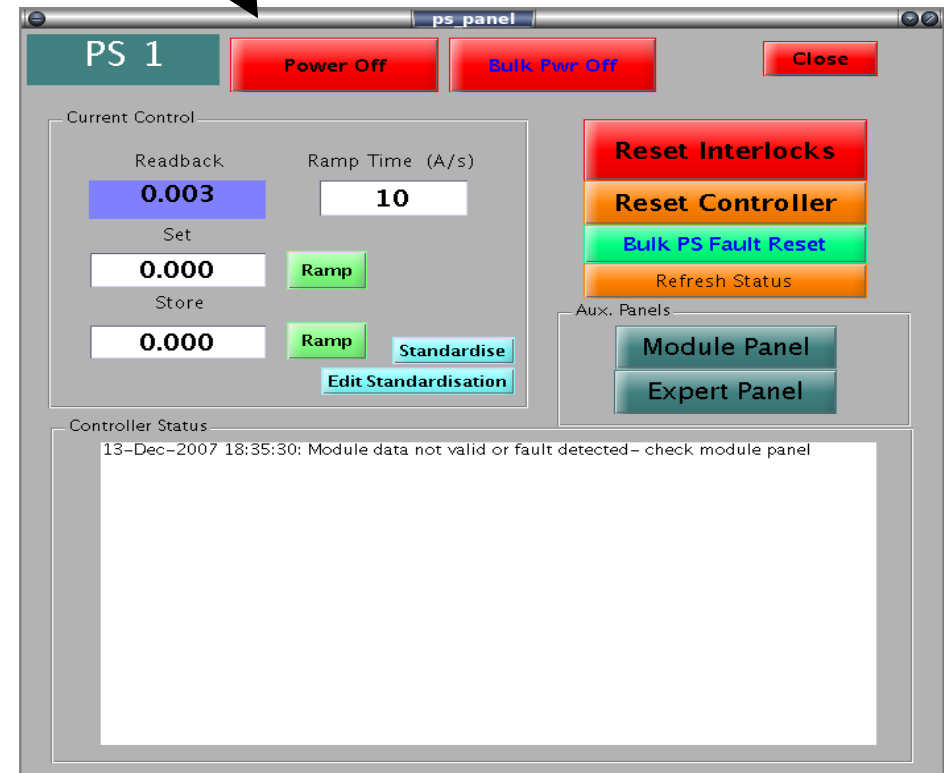 ps_panel
PS 1
Power Off
Bulk Pwr Off
Close
Current Control
Readback
Ramp Time (A/s)
0.003
10
Set
0.000
Ramp
Store
0.000
Ramp
Standardise
Edit Standardisation
Reset Interlocks
Reset Controller
Bulk PS Fault Reset
Refresh Status
Aux. Panels
Module Panel
Expert Panel
Controller Status
13-Dec-2007 18:35:30: Module data not valid or fault detected- check module panel